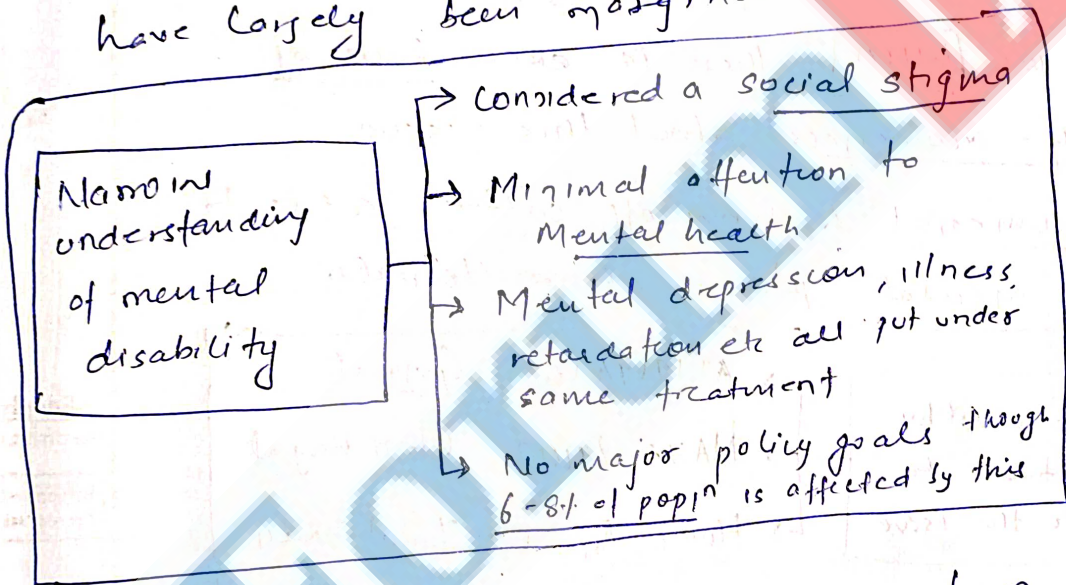 have largely been
Narrow
understanding
of mental
disability
→ Considered a social stigma
→ Minimal attention to
Mental health
→ Mental depression, illness,
retardation etc all put under
same treatment
→ No major policy goals though
6-8% of popln is affected by this
Forum